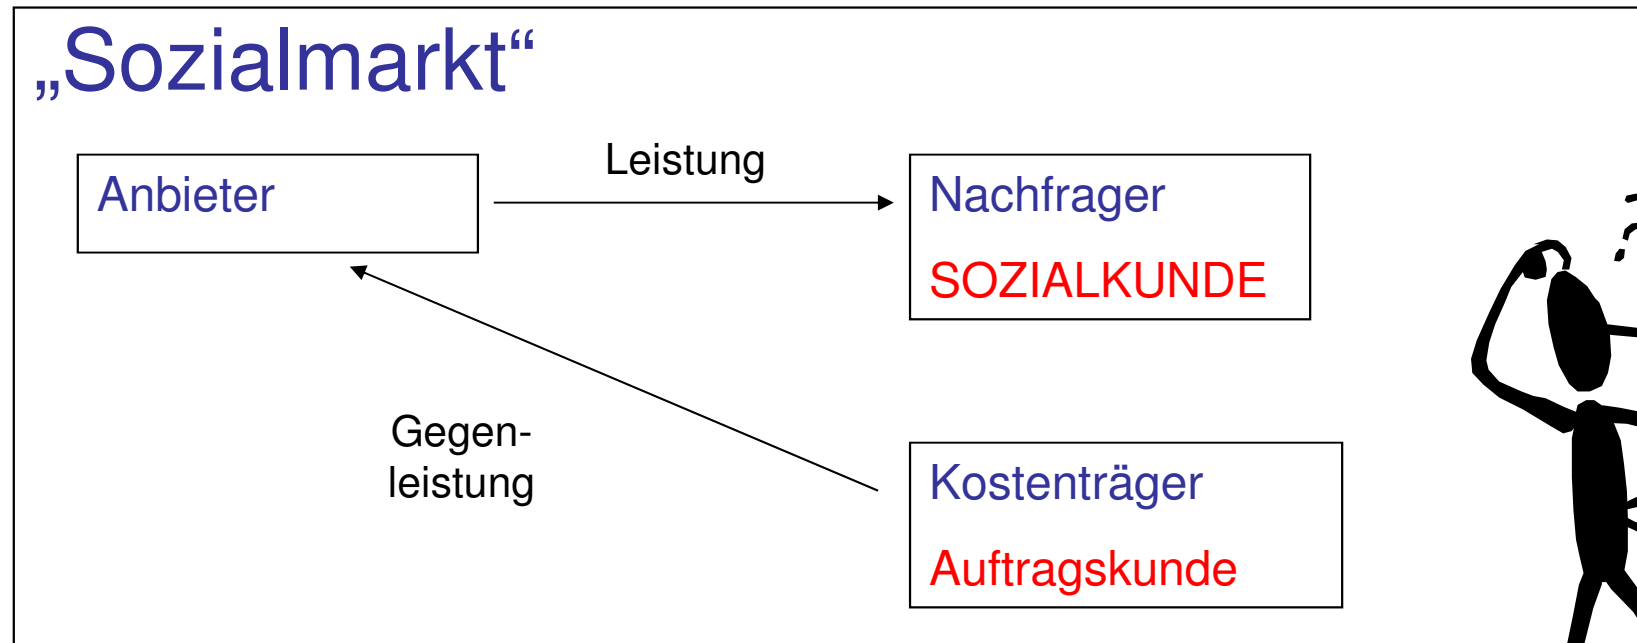 „Sozialmarkt“
Anbieter
Leistung
Nachfrager
SOZIALKUNDE
Gegen-
leistung
Kostenträger
Auftragskunde